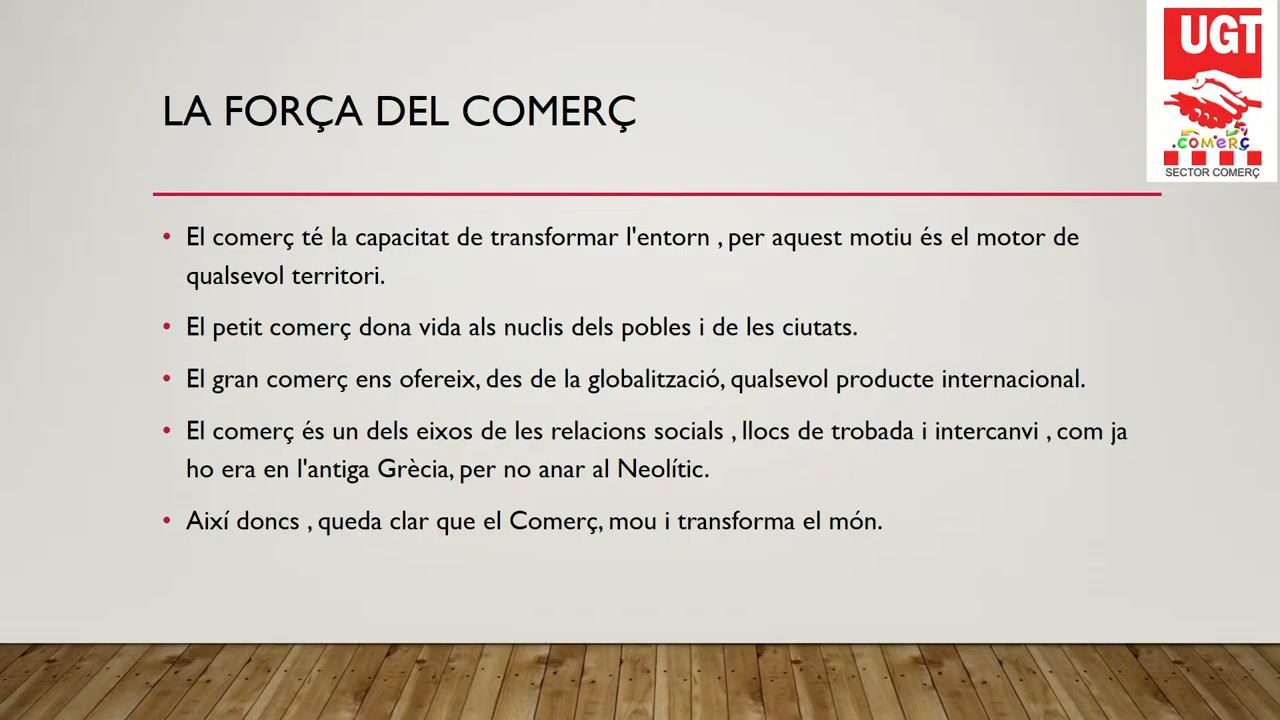 UGT
.comerç
SECTOR COMERÇ
LA FORÇA DEL COMERÇ
• El comerç té la capacitat de transformar l'entorn , per aquest motiu és el motor de
qualsevol territori.
• El petit comerç dona vida als nuclis dels pobles i de les ciutats.
• El gran comerç ens ofereix, des de la globalització, qualsevol producte internacional.
• El comerç és un dels eixos de les relacions socials , llocs de trobada i intercanvi , com ja
ho era en l'antiga Grècia, per no anar al Neolític.
• Així doncs , queda clar que el Comerç, mou i transforma el món.